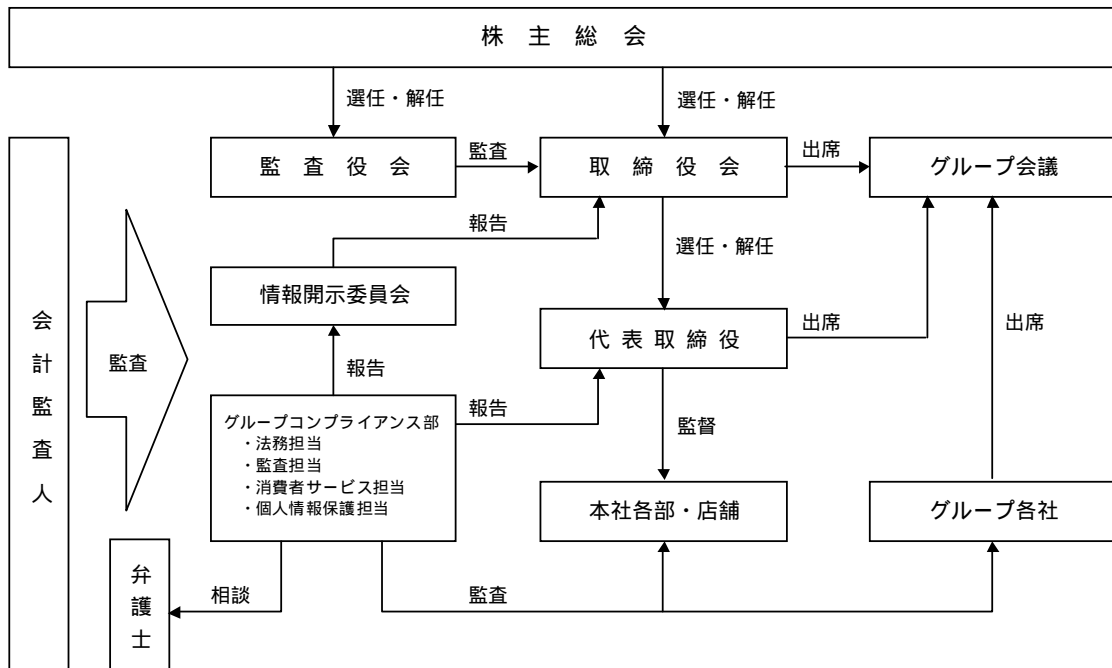 株主総会
選任・解任
選任・解任
監査役会
監査
取締役会
出席
グループ会議
報告
選任・解任
情報開示委員会
会計監査人
監査
代表取締役
出席
出席
報告
報告
監督
グループコンプライアンス部
・法務担当
・監査担当
・消費者サービス担当
・個人情報保護担当
本社各部・店舗
グループ各社
弁護士
相談
監査